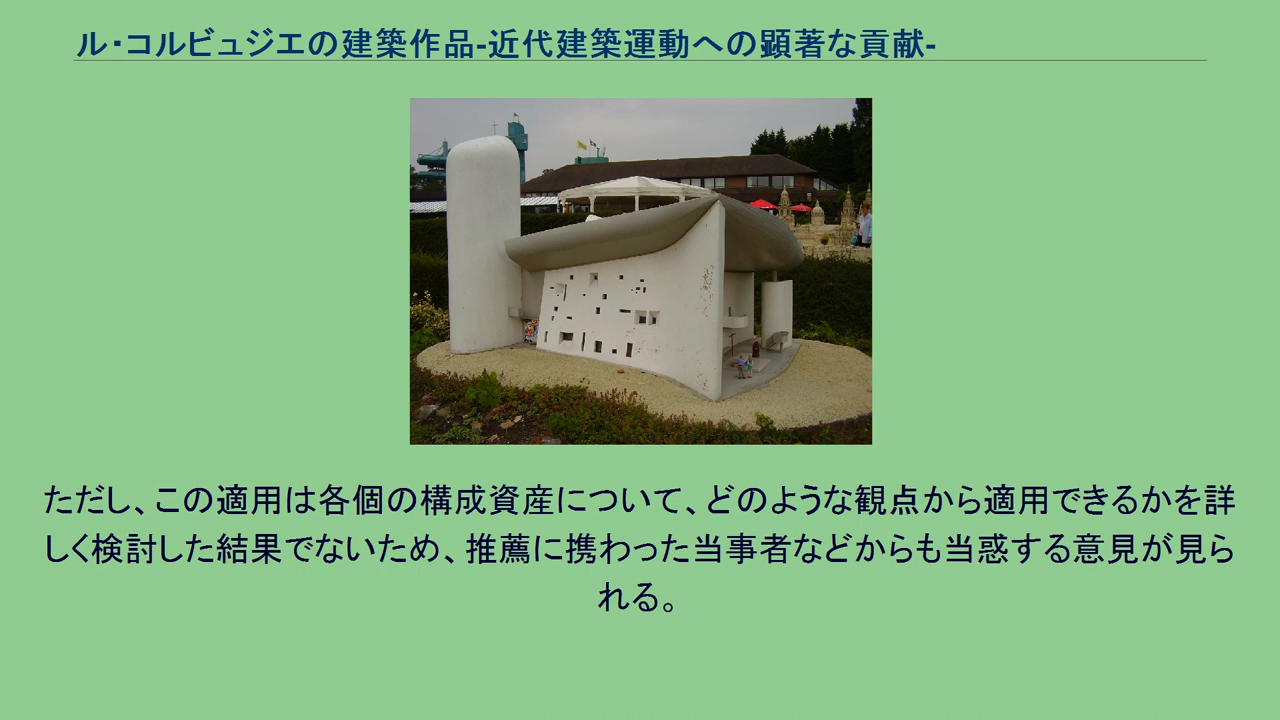 ル・コルビュジエの建築作品-近代建築運動への顕著な貢献-
ただし、この適用は各個の構成資産について、どのような観点から適用できるかを詳
しく検討した結果でないため、推薦に携わった当事者などからも当惑する意見が見ら
れる。